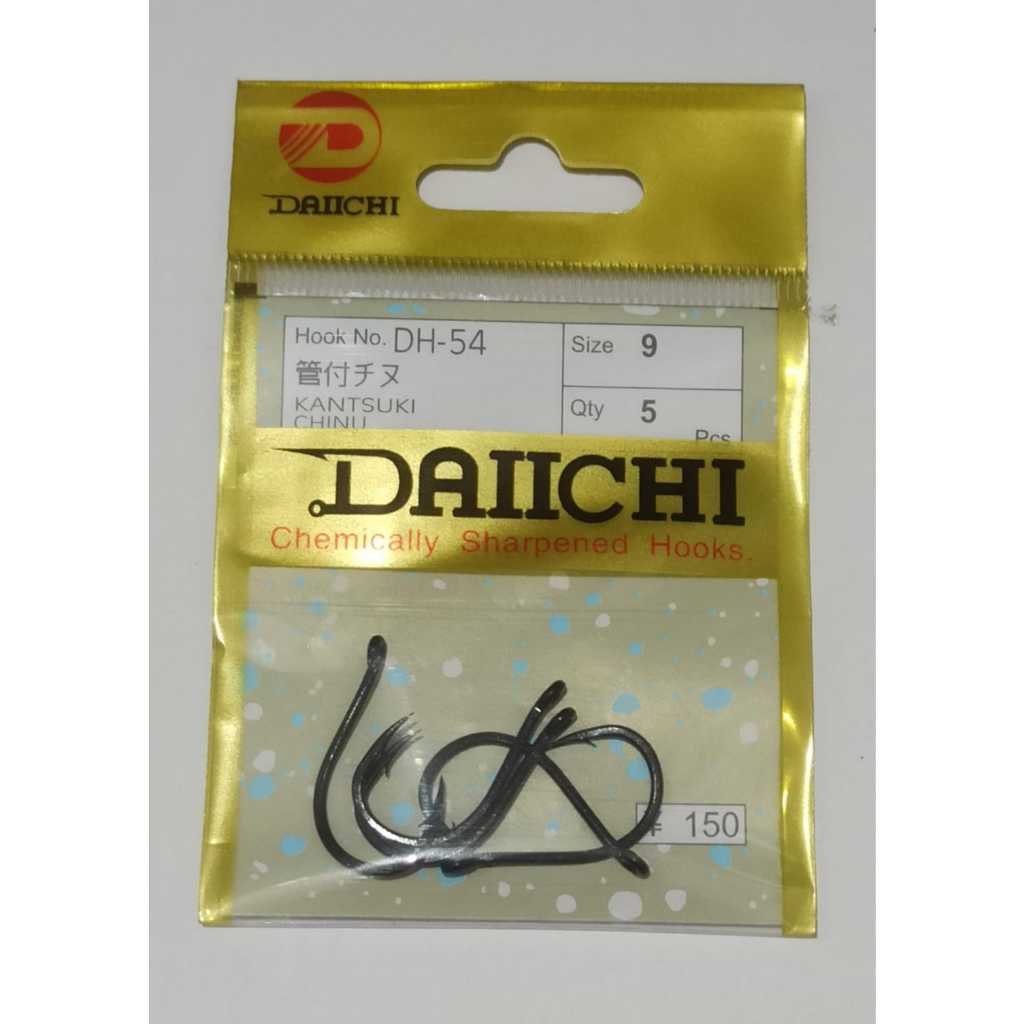 DAIICHI
Hook No. DH-54
管付チヌ
KANTSUKI
CHINU
Size 9
Qty 5
Pcs
DAIICHI
Chemically Sharpened Hooks.
¥ 150